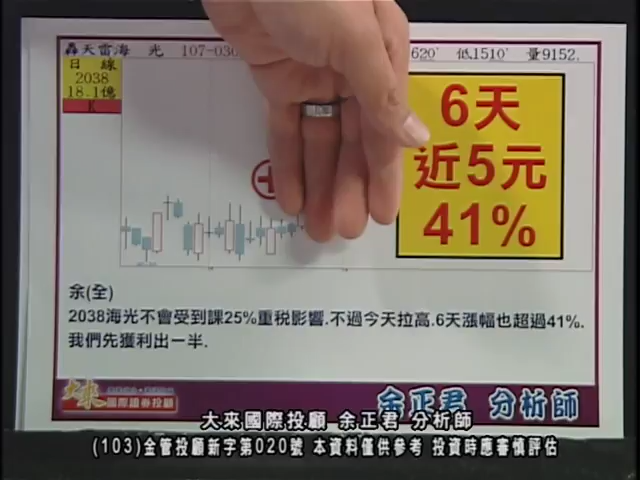 轟天雷海 光 107-030
620' 低1510' 量9152.
日 線
2038
18.1億
K
6天
近5元
41%
余(全)
2038海光不會受到課25%重稅影響.不過今天拉高.6天漲幅也超過41%.
我們先獲利出一半.
大來
國際證券投顧
余正君 分析師
大來國際投顧 余正君 分析師
(103)金管投顧新字第020號 本資料僅供參考 投資時應審慎評估